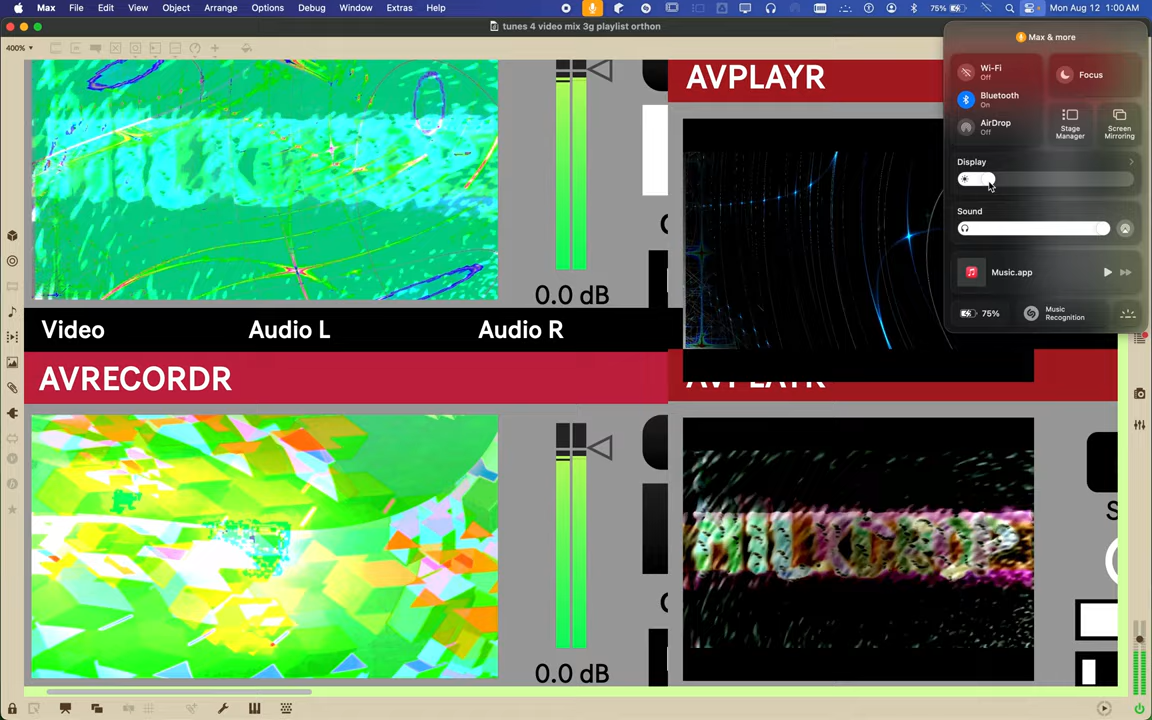 Max File Edit View Object Arrange Options Debug Window Extras Help
75% Mon Aug 12 1:00 AM
tunes 4 video mix 3g playlist orthon
400%
Max & more
Wi-Fi
Off
Focus
Bluetooth
On
AirDrop
Off
Stage
Manager
Screen
Mirroring
Display
Sound
Music.app
75%
Music
Recognition
AVPLAYR
0.0 dB
Video Audio L Audio R
AVRECORDR
AVPLAYR
0.0 dB